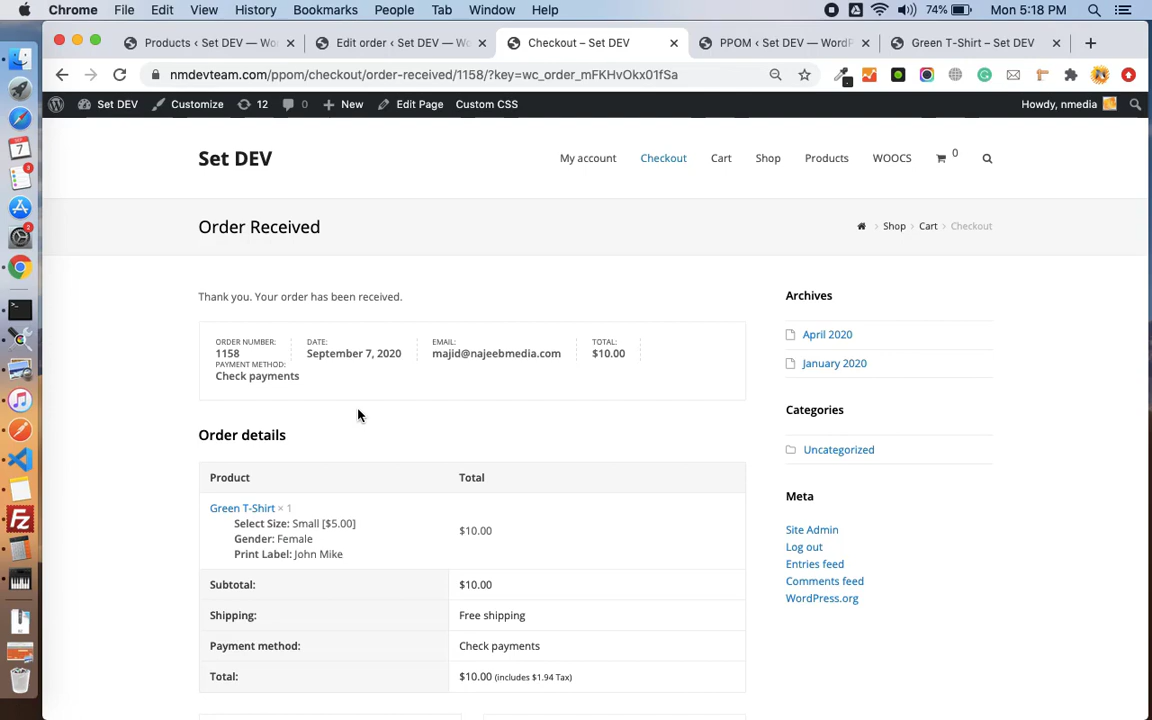 Chrome File Edit View History Bookmarks People Tab Window Help 74% Mon 5:18 PM
Products ‹ Set DEV — Wo Edit order ‹ Set DEV — Wo Checkout – Set DEV PPOM ‹ Set DEV — WordP Green T-Shirt – Set DEV
nmdevteam.com/ppom/checkout/order-received/1158/?key=wc_order_mFKHvOkx01fSa
Set DEV Customize 12 0 New Edit Page Custom CSS Howdy, nmedia
Set DEV
My account Checkout Cart Shop Products WOOCS 0
Order Received
Shop Cart Checkout
Thank you. Your order has been received.
ORDER NUMBER:
1158
DATE:
September 7, 2020
EMAIL:
majid@najeebmedia.com
TOTAL:
$10.00
PAYMENT METHOD:
Check payments
Order details
Product Total
Green T-Shirt × 1
Select Size: Small [$5.00]
Gender: Female
Print Label: John Mike
$10.00
Subtotal: $10.00
Shipping: Free shipping
Payment method: Check payments
Total: $10.00 (includes $1.94 Tax)
Archives
April 2020
January 2020
Categories
Uncategorized
Meta
Site Admin
Log out
Entries feed
Comments feed
WordPress.org